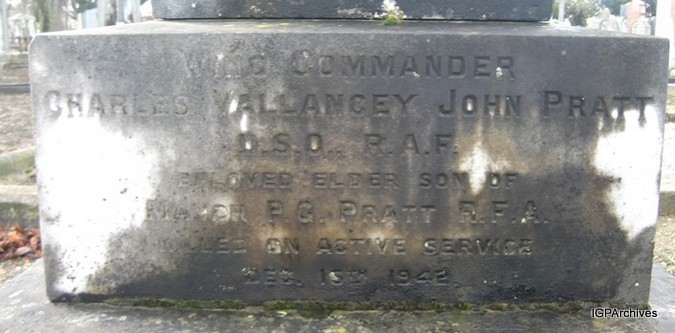 WING COMMANDER
CHARLES VALLANCEY JOHN PRATT
D.S.O., R.A.F.
BELOVED ELDER SON OF
MAJOR P.G. PRATT R.F.A.
KILLED ON ACTIVE SERVICE
DEC. 13TH 1942.
IGPArchives